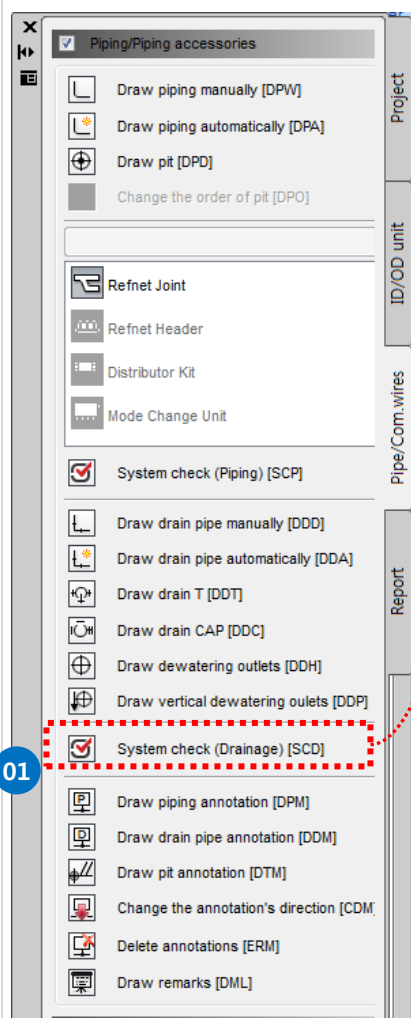 Piping/Piping accessories
Draw piping manually [DPW]
Draw piping automatically [DPA]
Draw pit [DPD]
Change the order of pit [DPO]
Refnet Joint
Refnet Header
Distributor Kit
Mode Change Unit
System check (Piping) [SCP]
Draw drain pipe manually [DDD]
Draw drain pipe automatically [DDA]
Draw drain T [DDT]
Draw drain CAP [DDC]
Draw dewatering outlets [DDH]
Draw vertical dewatering oulets [DDP]
System check (Drainage) [SCD]
01
Draw piping annotation [DPM]
Draw drain pipe annotation [DDM]
Draw pit annotation [DTM]
Change the annotation's direction [CDM
Delete annotations [ERM]
Draw remarks [DML]
Project
ID/OD unit
Pipe/Com.wires
Report